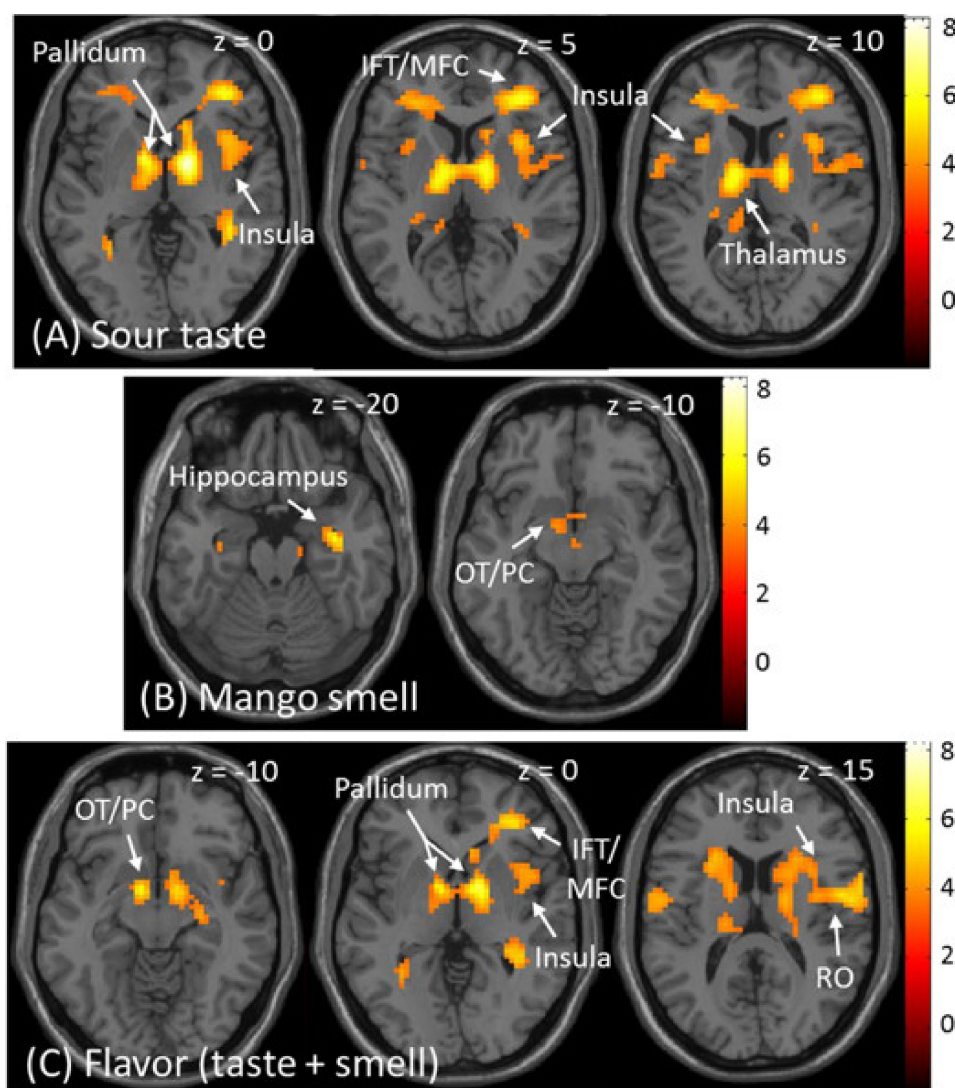 z = 0
Pallidum
Insula
(A) Sour taste
z = 5
IFT/MFC
Insula
z = 10
Thalamus
8
6
4
2
0
z = -20
Hippocampus
z = -10
OT/PC
(B) Mango smell
8
6
4
2
0
z = -10
OT/PC
z = 0
Pallidum
IFT/
MFC
Insula
z = 15
Insula
RO
(C) Flavor (taste + smell)
8
6
4
2
0